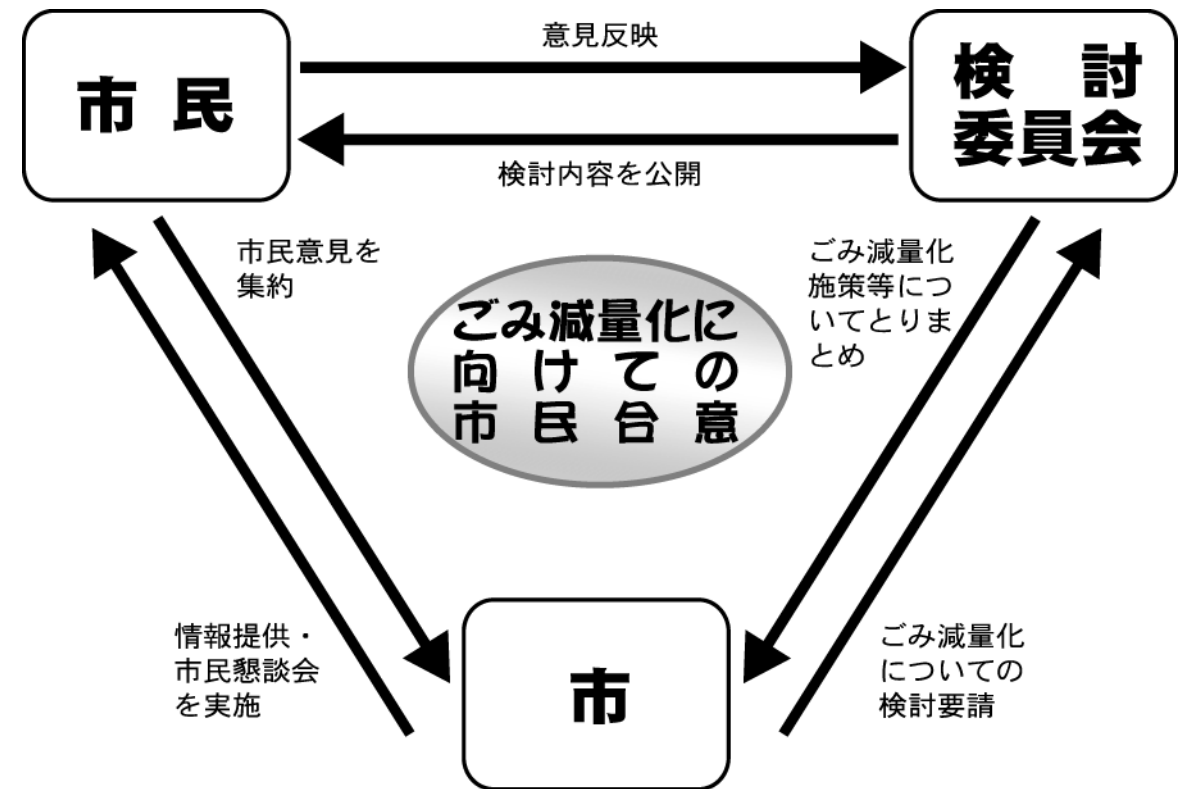 意見反映
市民
検討
委員会
検討内容を公開
市民意見を
集約
ごみ減量化
施策等につ
いてとりま
とめ
ごみ減量化に
向けての
市民合意
情報提供・
市民懇談会
を実施
ごみ減量化
についての
検討要請
市